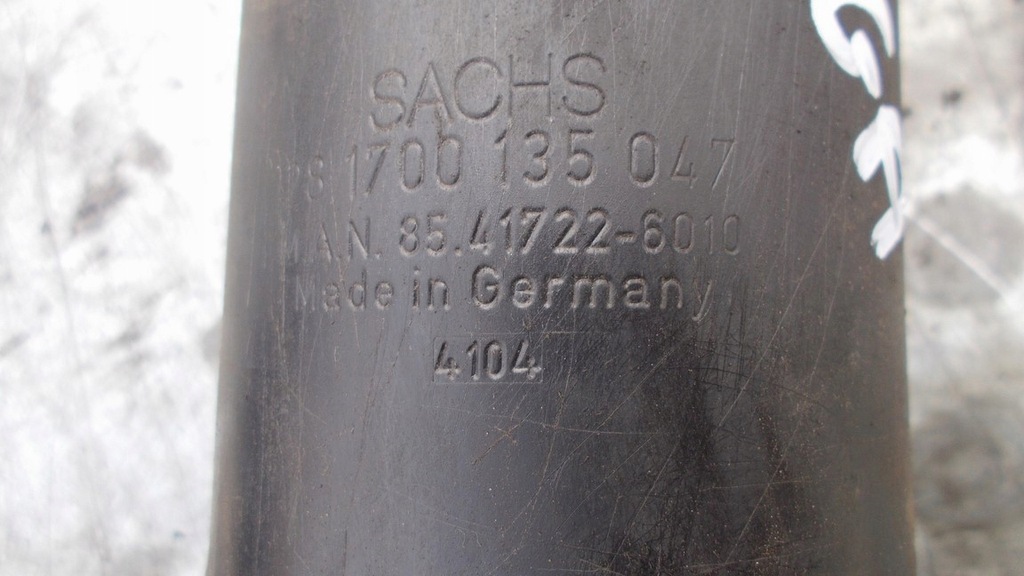 SACHS
1700 135 047
M.A.N. 85.41722-6010
Made in Germany
4104